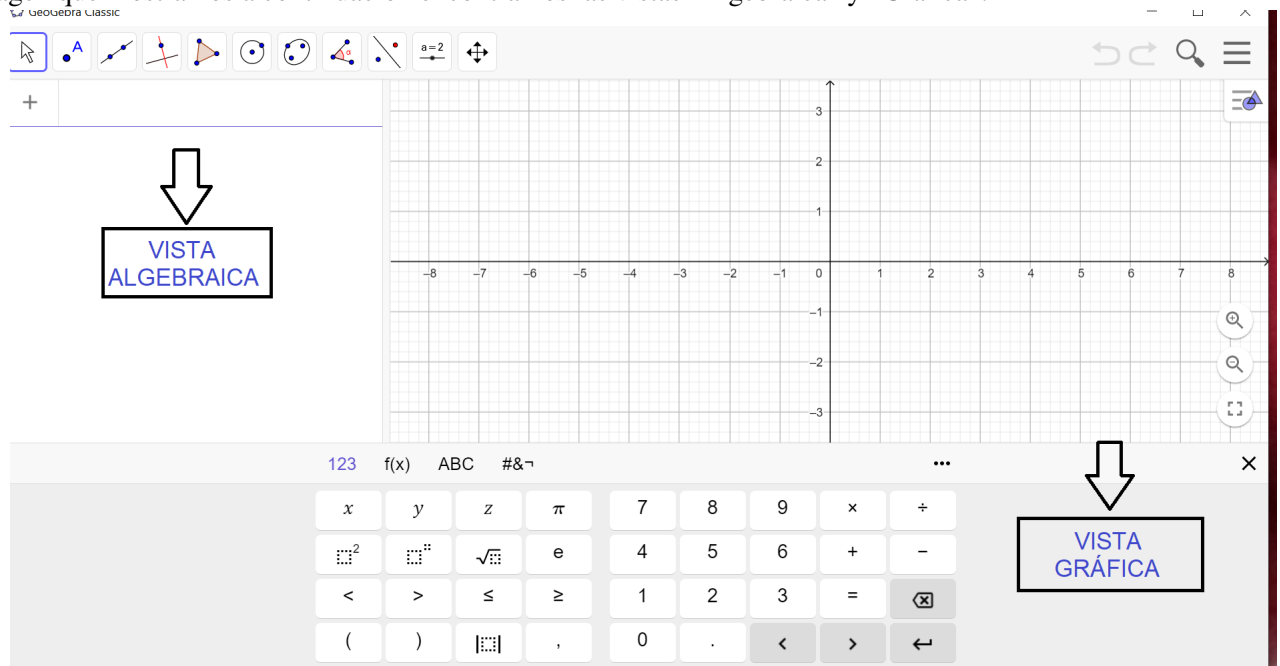 GeoGebra Classic
A
α
a = 2
+
3
2
1
–8 –7 –6 –5 –4 –3 –2 –1 0 1 2 3 4 5 6 7 8
–1
–2
–3
VISTA
ALGEBRAICA
123 f(x) ABC #&¬ ••• ×
x y z π 7 8 9 × ÷
2 √ e 4 5 6 + −
< > ≤ ≥ 1 2 3 =
( ) | | , 0 . < >
VISTA
GRÁFICA